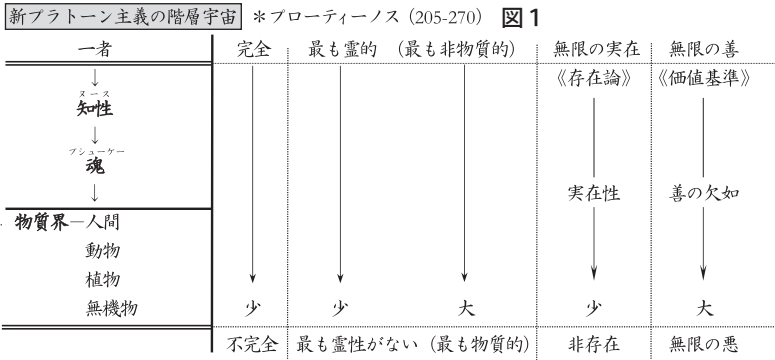 新プラトーン主義の階層宇宙 ＊プローティーノス (205-270) 図1
一者 完全 最も霊的 (最も非物質的) 無限の実在 無限の善
↓ 《存在論》 《価値基準》
ヌース
知性
↓
プシューケー
魂
↓ 実在性 善の欠如
物質界―人間
動物
植物
無機物 少 少 大 少 大
不完全 最も霊性がない (最も物質的) 非存在 無限の悪